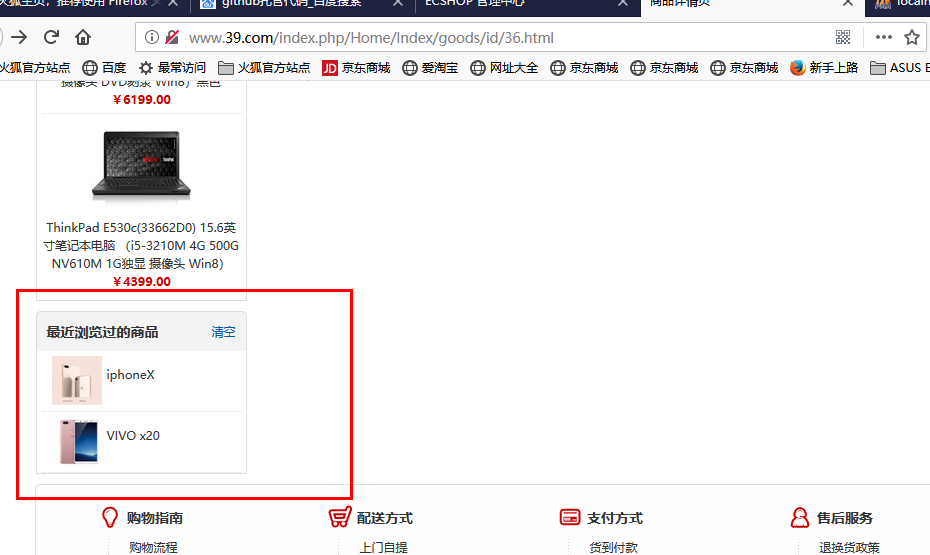 火狐主页，推荐使用 Firefox
github托管代码_百度搜索
ECSHOP 管理中心
商品详情页
localh
www.39.com/index.php/Home/Index/goods/id/36.html
火狐官方站点 百度 最常访问 火狐官方站点 JD 京东商城 爱淘宝 网址大全 京东商城 京东商城 京东商城 新手上路 ASUS E
摄像头 DVD刻录 Win8）黑色
￥6199.00
ThinkPad E530c(33662D0) 15.6英
寸笔记本电脑 （i5-3210M 4G 500G
NV610M 1G独显 摄像头 Win8）
￥4399.00
最近浏览过的商品 清空
iphoneX
VIVO x20
购物指南 配送方式 支付方式 售后服务
购物流程 上门自提 货到付款 退换货政策